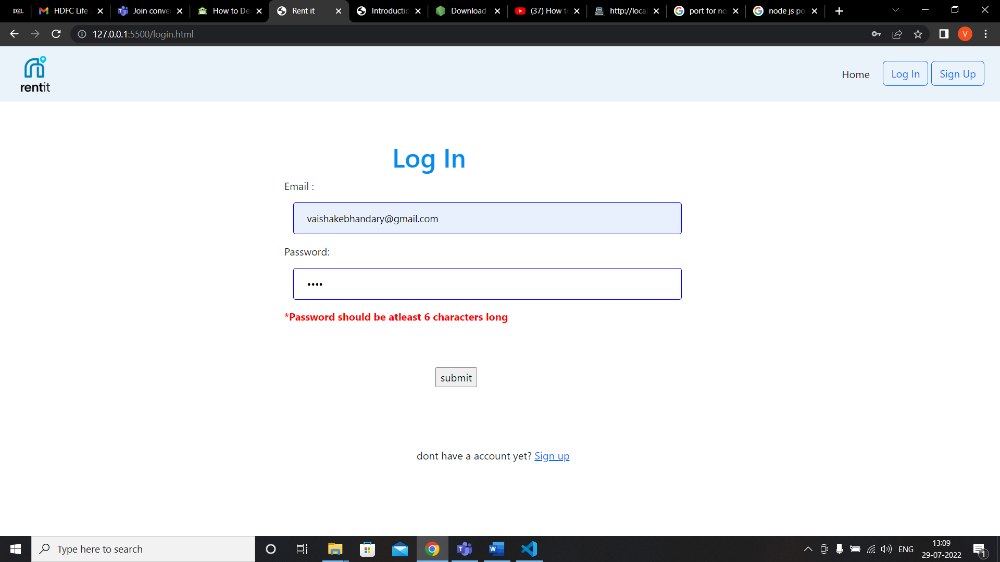 D2L HDFC Life J Join conver How to De Rent it Introductio Download (37) How to http://local port for no node js po
127.0.0.1:5500/login.html V
rentit Home Log In Sign Up
Log In
Email :
vaishakebhandary@gmail.com
Password:
••••
*Password should be atleast 6 characters long
submit
dont have a account yet? Sign up
Type here to search ENG 13:09
29-07-2022 1